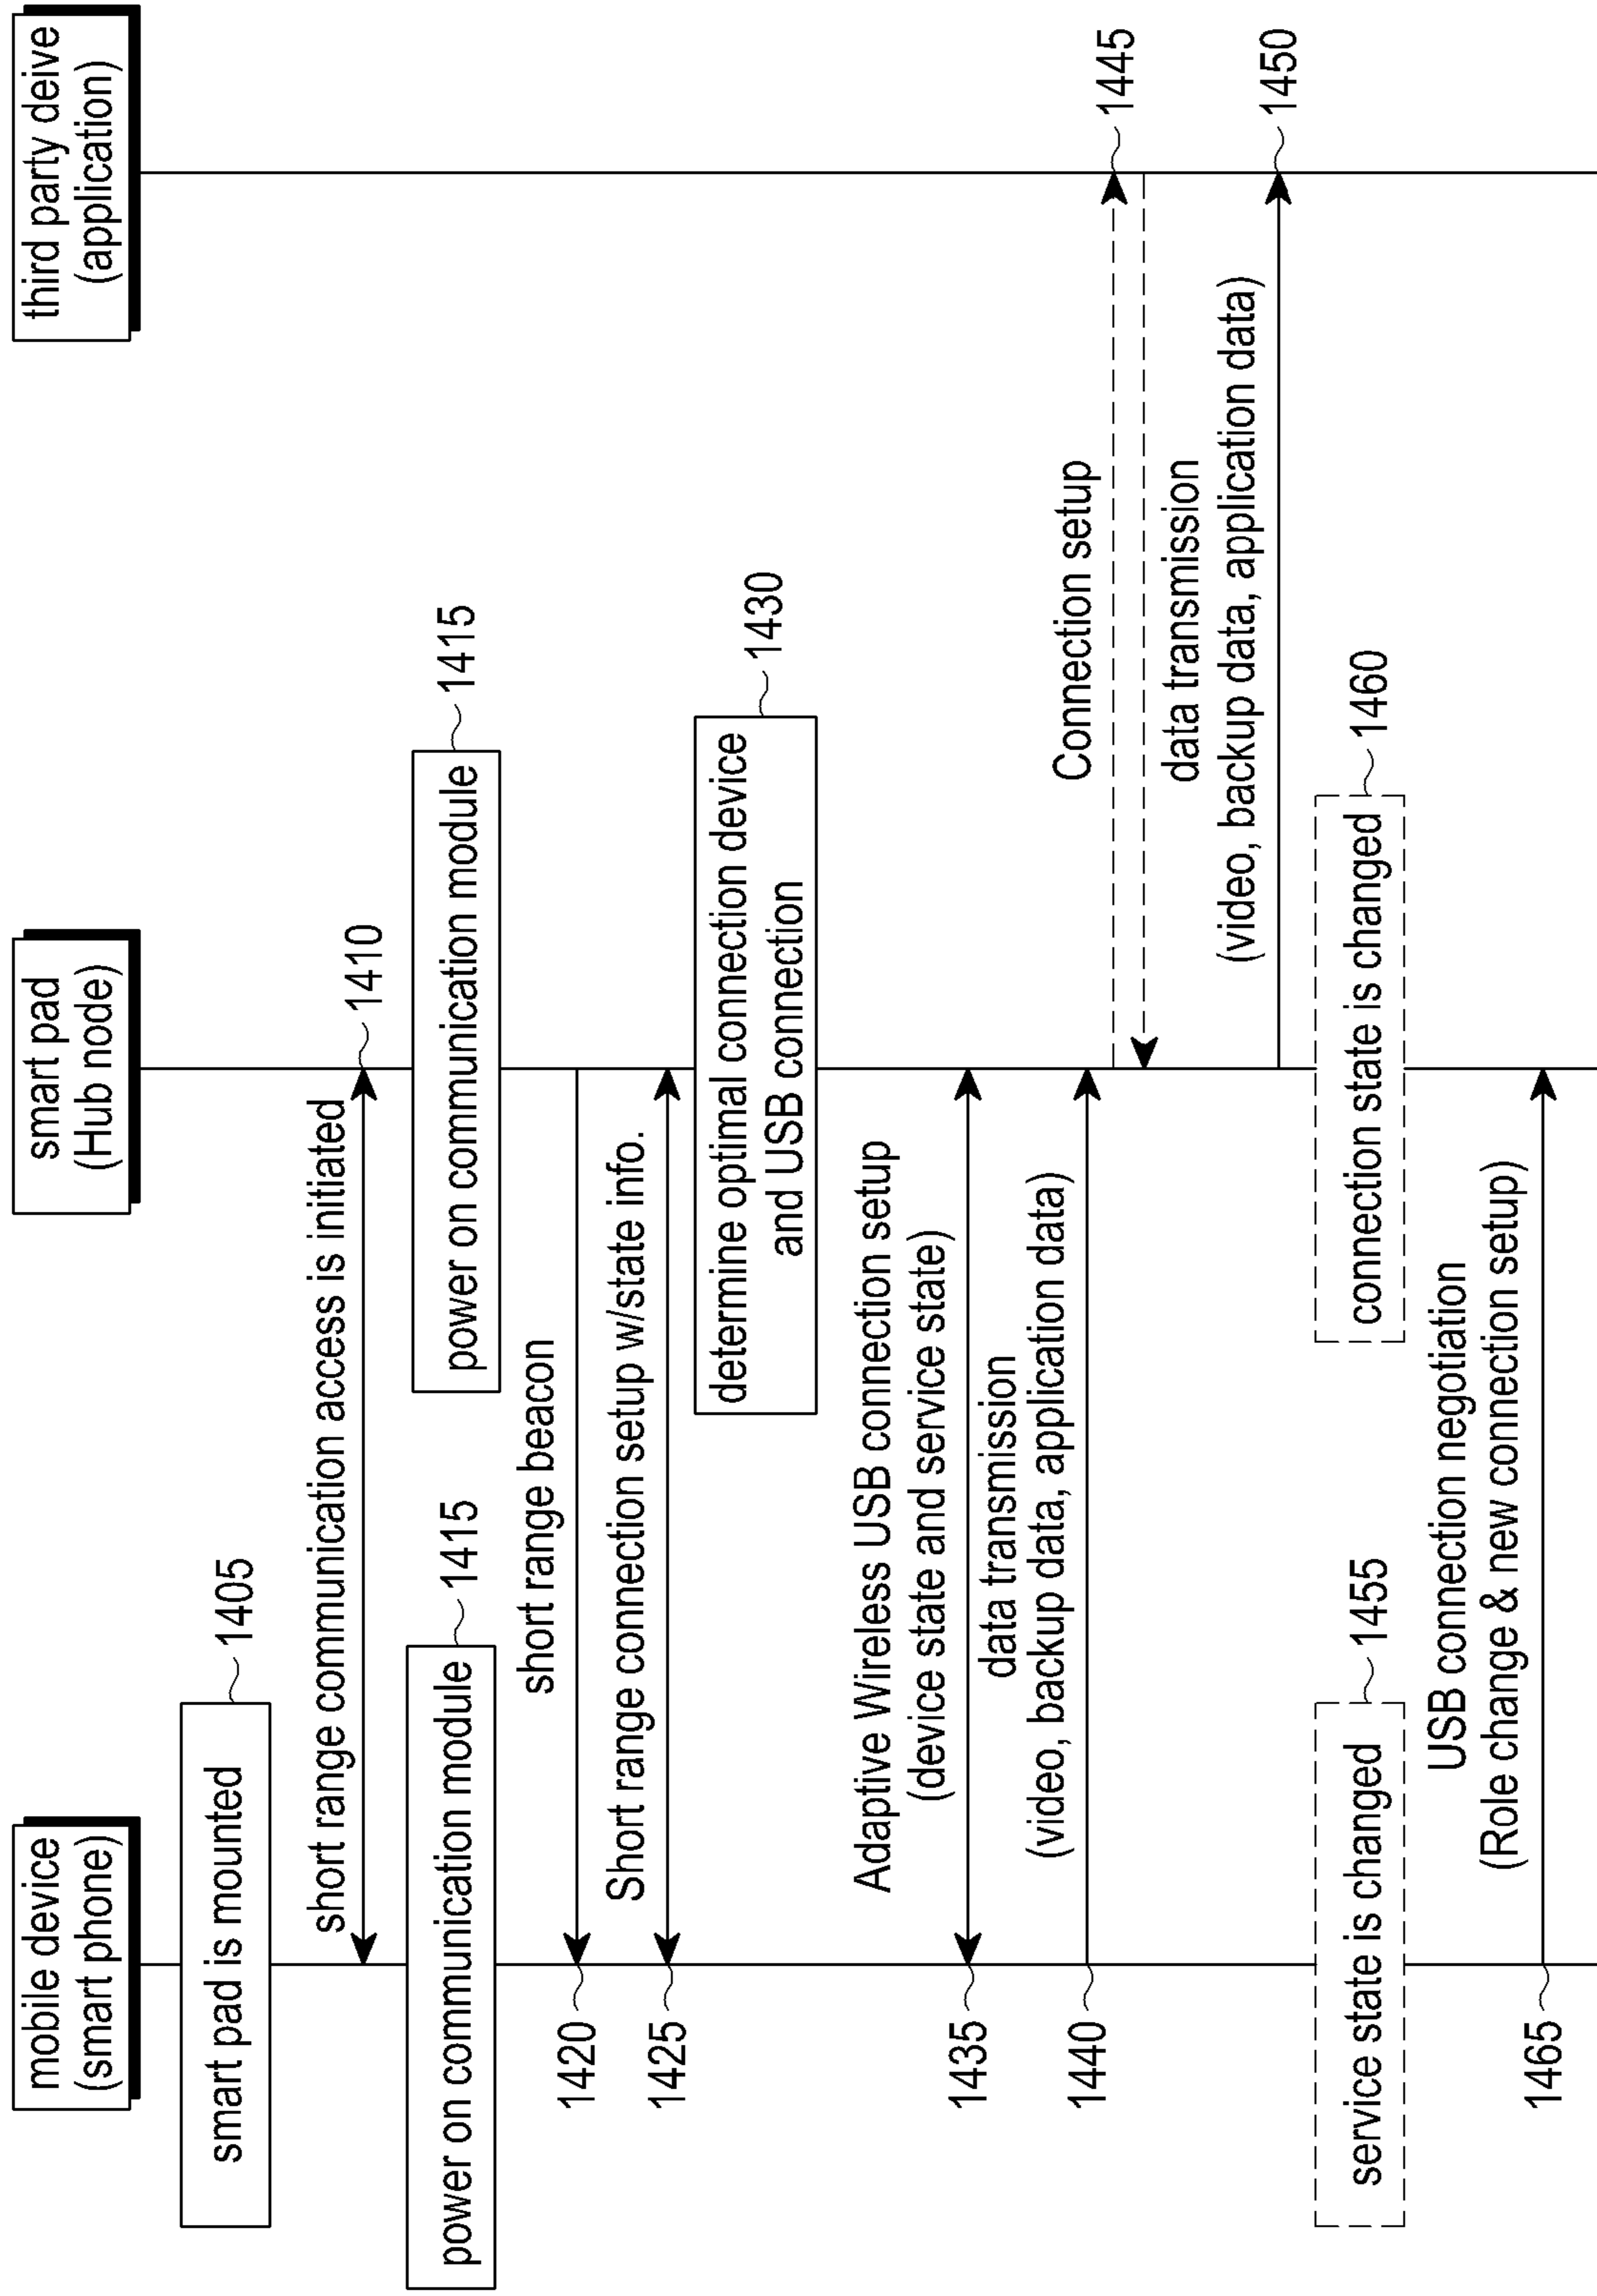 mobile device
(smart phone)
smart pad
(Hub node)
third party deive
(application)
smart pad is mounted
1405
short range communication access is initiated
1410
power on communication module
1415
power on communication module
1415
short range beacon
1420
Short range connection setup w/state info.
1425
determine optimal connection device
and USB connection
1430
Adaptive Wireless USB connection setup
(device state and service state)
1435
data transmission
(video, backup data, application data)
1440
Connection setup
1445
data transmission
(video, backup data, application data)
1450
service state is changed
1455
connection state is changed
1460
USB connection negotiation
(Role change & new connection setup)
1465